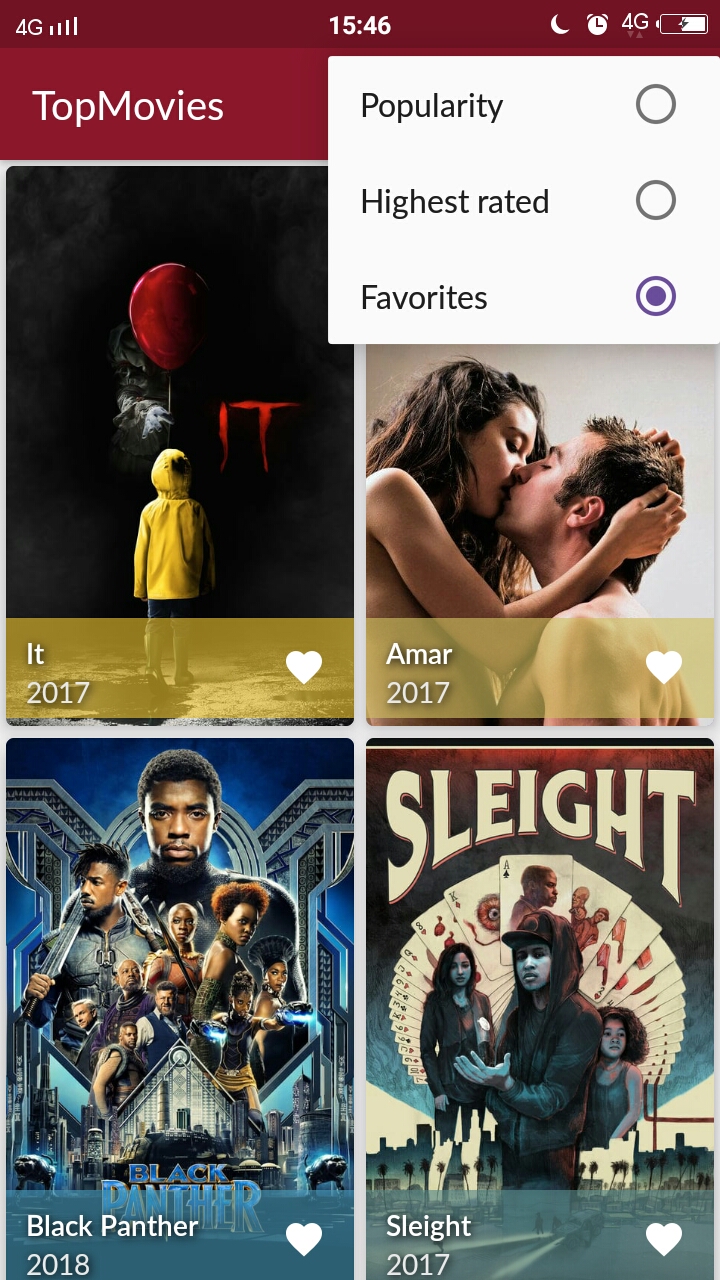 4G 15:46 4G
TopMovies
Popularity
Highest rated
Favorites
IT
It
2017
Amar
2017
BLACK
PANTHER
Black Panther
2018
SLEIGHT
A
K
Sleight
2017